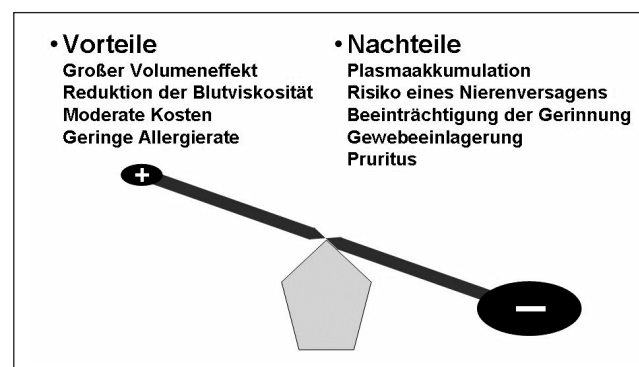 • Vorteile
Großer Volumeneffekt
Reduktion der Blutviskosität
Moderate Kosten
Geringe Allergierate
• Nachteile
Plasmaakkumulation
Risiko eines Nierenversagens
Beeinträchtigung der Gerinnung
Gewebeeinlagerung
Pruritus
+
−